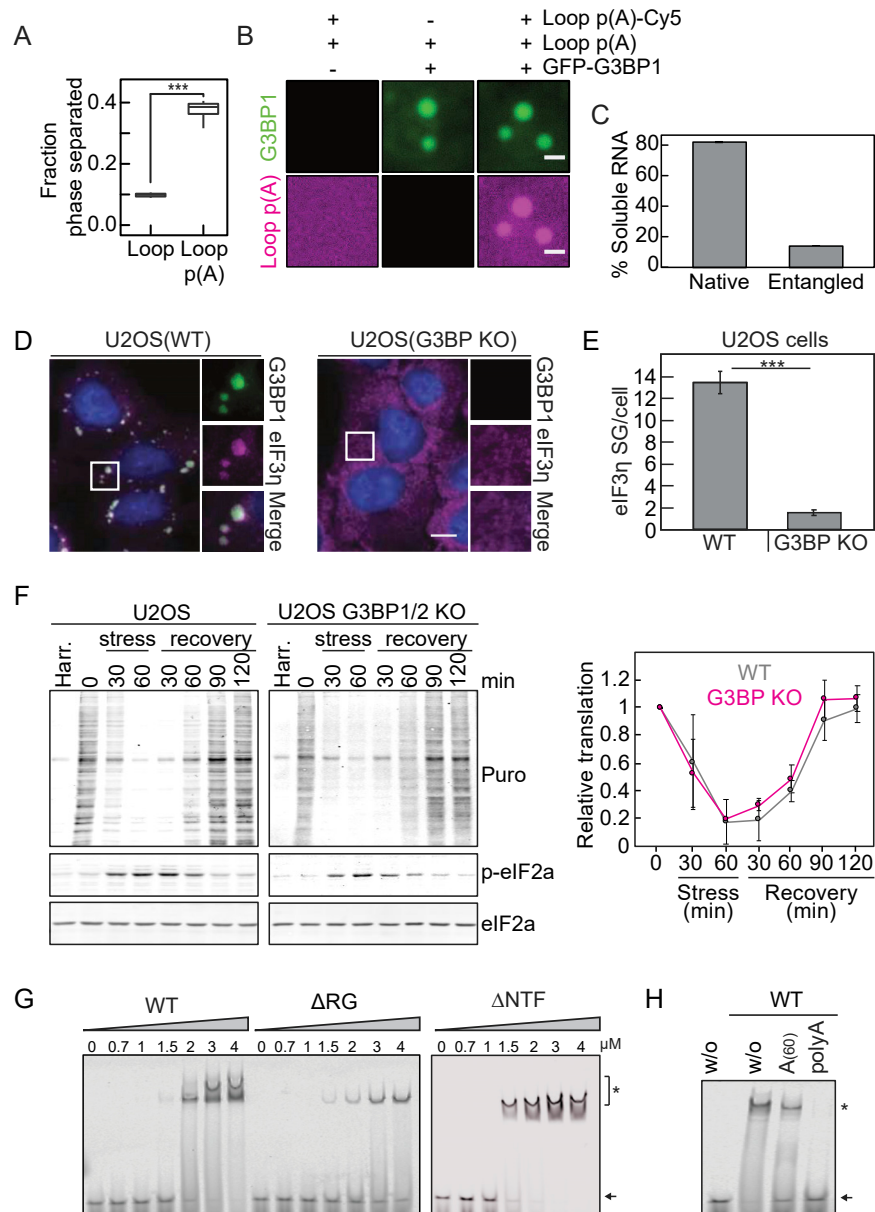 A
Fraction
phase separated
0.4
0.2
0.0
***
Loop
Loop
p(A)
B
+ - + Loop p(A)-Cy5
+ + + Loop p(A)
- + + GFP-G3BP1
G3BP1
Loop p(A)
C
% Soluble RNA
80
60
40
20
0
Native Entangled
D
U2OS(WT)
G3BP1 eIF3η Merge
U2OS(G3BP KO)
G3BP1 eIF3η Merge
E
U2OS cells
eIF3η SG/cell
14
12
10
8
6
4
2
0
***
WT G3BP KO
F
U2OS U2OS G3BP1/2 KO
stress recovery stress recovery
Harr. 0 30 60 30 60 90 120 Harr. 0 30 60 30 60 90 120 min
Puro
p-eIF2a
eIF2a
Relative translation
1.2
1
0.8
0.6
0.4
0.2
0
WT
G3BP KO
0 30 60 30 60 90 120
Stress Recovery
(min) (min)
G
WT ΔRG ΔNTF
0 0.7 1 1.5 2 3 4 0 0.7 1 1.5 2 3 4 0 0.7 1 1.5 2 3 4 µM
*
H
WT
w/o w/o A(60) polyA
*